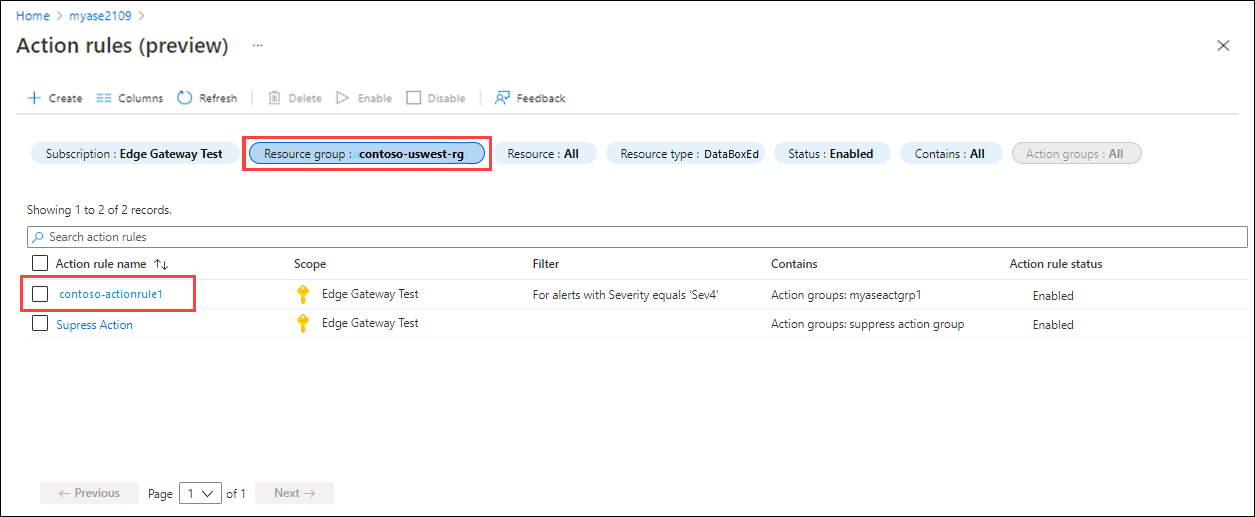 Home > myase2109 >
Action rules (preview) ...
Create Columns Refresh Delete Enable Disable Feedback
Subscription : Edge Gateway Test Resource group : contoso-uswest-rg Resource : All Resource type : DataBoxEd Status : Enabled Contains : All Action groups : All
Showing 1 to 2 of 2 records.
Search action rules
Action rule name ↑↓ Scope Filter Contains Action rule status
contoso-actionrule1 Edge Gateway Test For alerts with Severity equals 'Sev4' Action groups: myaseactgrp1 Enabled
Supress Action Edge Gateway Test Action groups: suppress action group Enabled
← Previous Page 1 of 1 Next →